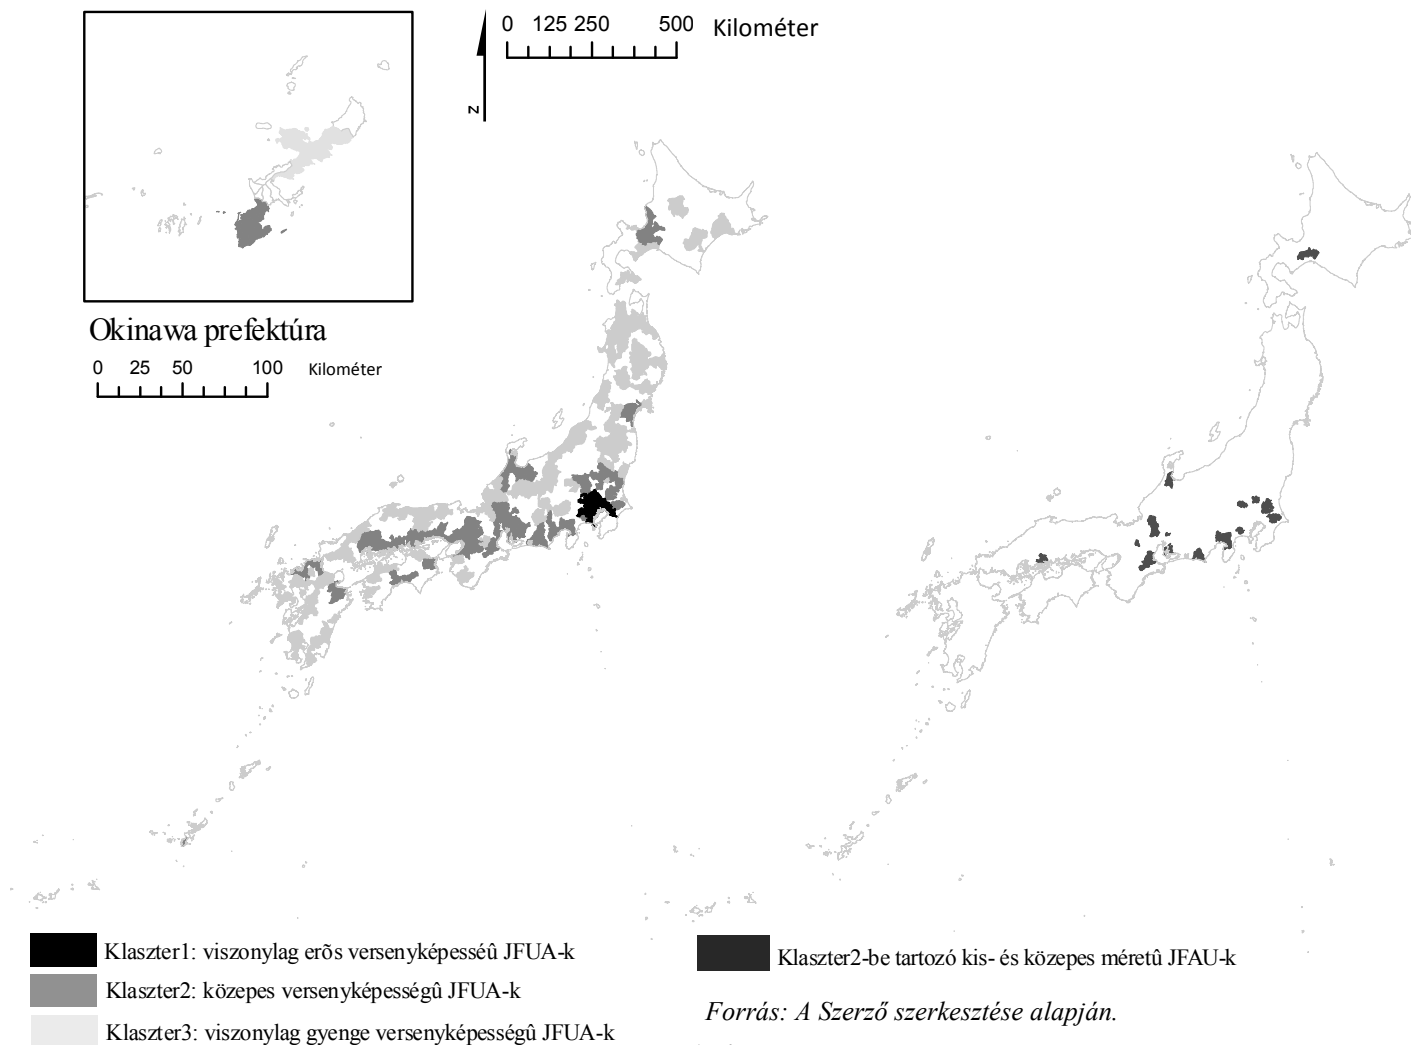 0 125 250 500 Kilométer
z
Okinawa prefektúra
0 25 50 100 Kilométer
Klaszter1: viszonylag erõs versenyképesséû JFUA-k
Klaszter2: közepes versenyképességû JFUA-k
Klaszter3: viszonylag gyenge versenyképességû JFUA-k
Klaszter2-be tartozó kis- és közepes méretû JFAU-k
Forrás: A Szerző szerkesztése alapján.